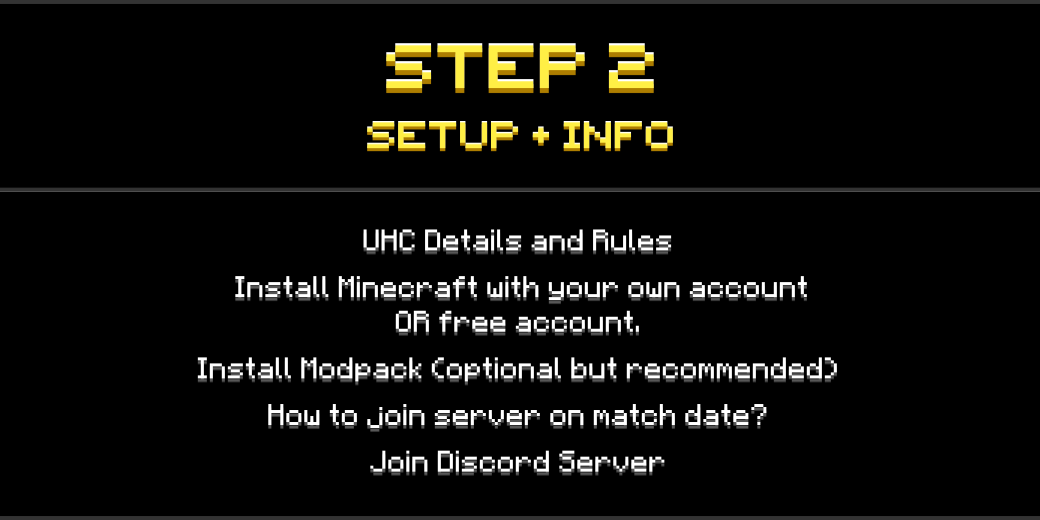 STEP 2
SETUP + INFO
UHC Details and Rules
Install Minecraft with your own account
OR free account.
Install Modpack (optional but recommended)
How to join server on match date?
Join Discord Server